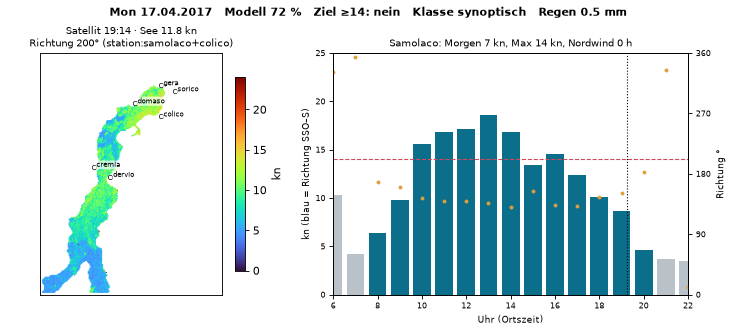 Mon 17.04.2017 Modell 72 % Ziel ≥14: nein Klasse synoptisch Regen 0.5 mm
Satellit 19:14 · See 11.8 kn
Richtung 200° (station:samolaco+colico)
gera
sorico
domaso
colico
cremia
dervio
20
15
10
5
0
kn
Samolaco: Morgen 7 kn, Max 14 kn, Nordwind 0 h
25
20
15
10
5
0
kn (blau = Richtung SSO–S)
360
270
180
90
0
Richtung °
6 8 10 12 14 16 18 20 22
Uhr (Ortszeit)